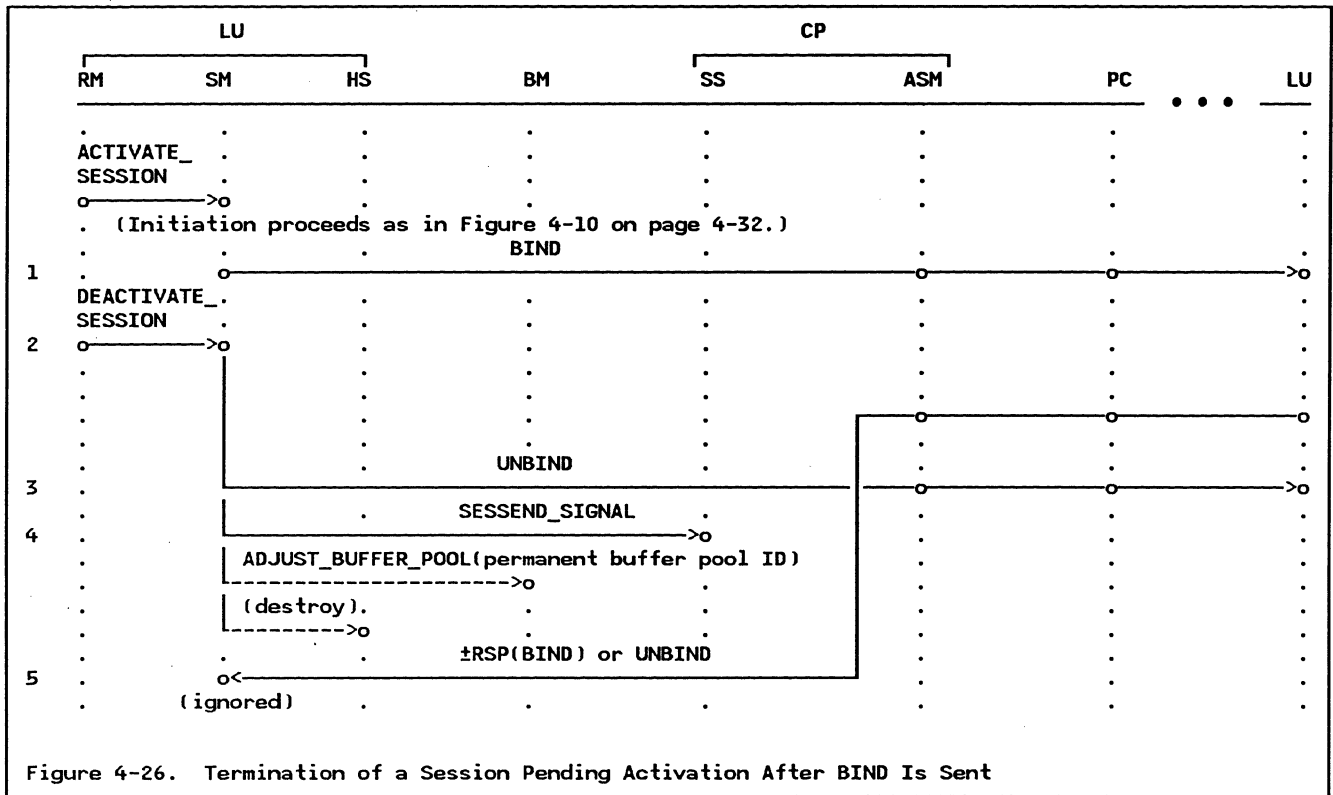 LU CP
RM SM HS BM SS ASM PC LU
ACTIVATE_
SESSION
(Initiation proceeds as in Figure 4-10 on page 4-32.)
BIND
1
DEACTIVATE_
SESSION
2
UNBIND
3
SESSEND_SIGNAL
4
ADJUST_BUFFER_POOL(permanent buffer pool ID)
(destroy)
±RSP(BIND) or UNBIND
5
(ignored)
Figure 4-26. Termination of a Session Pending Activation After BIND Is Sent